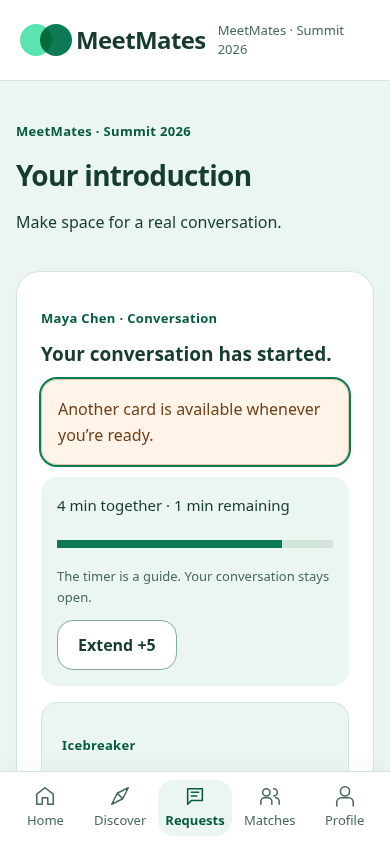 MeetMates
MeetMates · Summit
2026
MeetMates · Summit 2026
Your introduction
Make space for a real conversation.
Maya Chen · Conversation
Your conversation has started.
Another card is available whenever
you're ready.
4 min together · 1 min remaining
The timer is a guide. Your conversation stays
open.
Extend +5
Icebreaker
Home
Discover
Requests
Matches
Profile